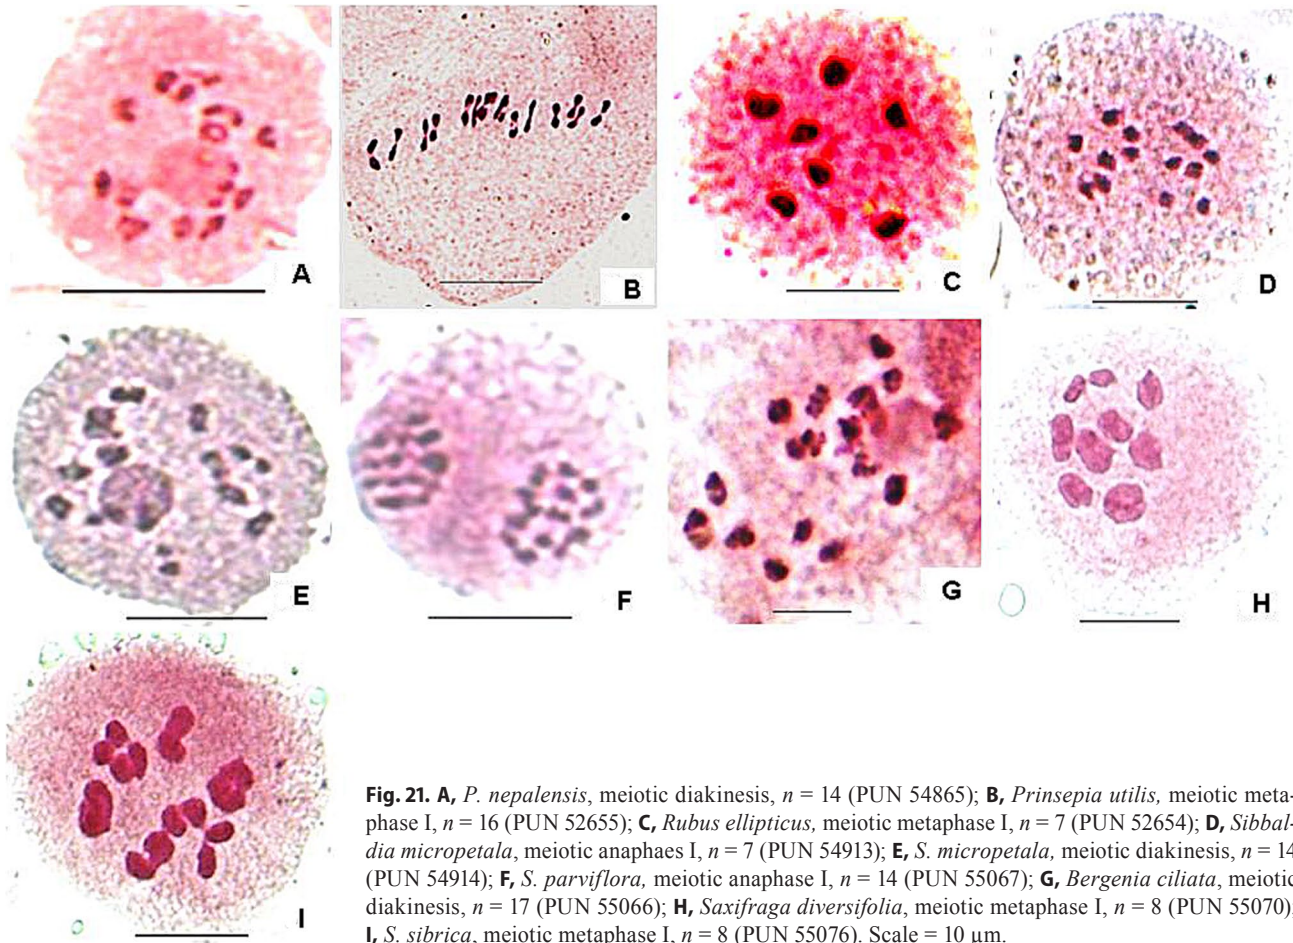 A
B
C
D
E
F
G
H
I
Fig. 21. A, P. nepalensis, meiotic diakinesis, n = 14 (PUN 54865); B, Prinsepia utilis, meiotic meta-
phase I, n = 16 (PUN 52655); C, Rubus ellipticus, meiotic metaphase I, n = 7 (PUN 52654); D, Sibbal-
dia micropetala, meiotic anaphaes I, n = 7 (PUN 54913); E, S. micropetala, meiotic diakinesis, n = 14
(PUN 54914); F, S. parviflora, meiotic anaphase I, n = 14 (PUN 55067); G, Bergenia ciliata, meiotic
diakinesis, n = 17 (PUN 55066); H, Saxifraga diversifolia, meiotic metaphase I, n = 8 (PUN 55070);
I, S. sibrica, meiotic metaphase I, n = 8 (PUN 55076). Scale = 10 µm.